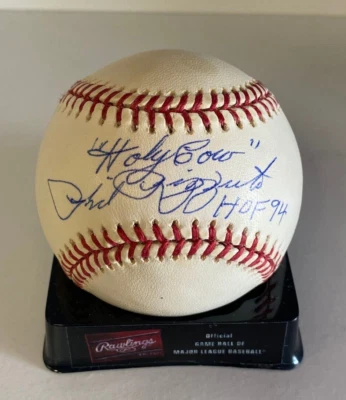 "Holy Cow"
Phil Rizzuto
HOF 94
Rawlings
Official
GAME BALL OF
MAJOR LEAGUE BASEBALL